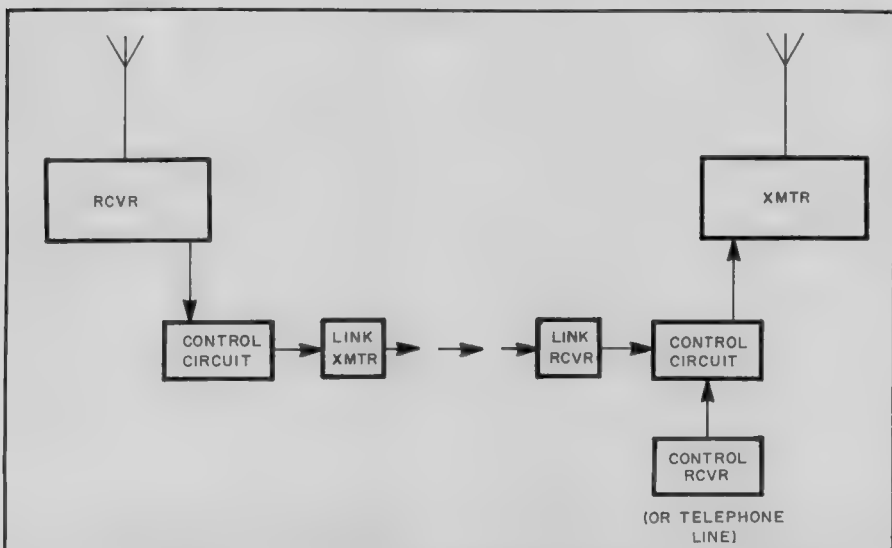 RCVR
XMTR
CONTROL
CIRCUIT
LINK
XMTR
LINK
RCVR
CONTROL
CIRCUIT
CONTROL
RCVR
(OR TELEPHONE
LINE)